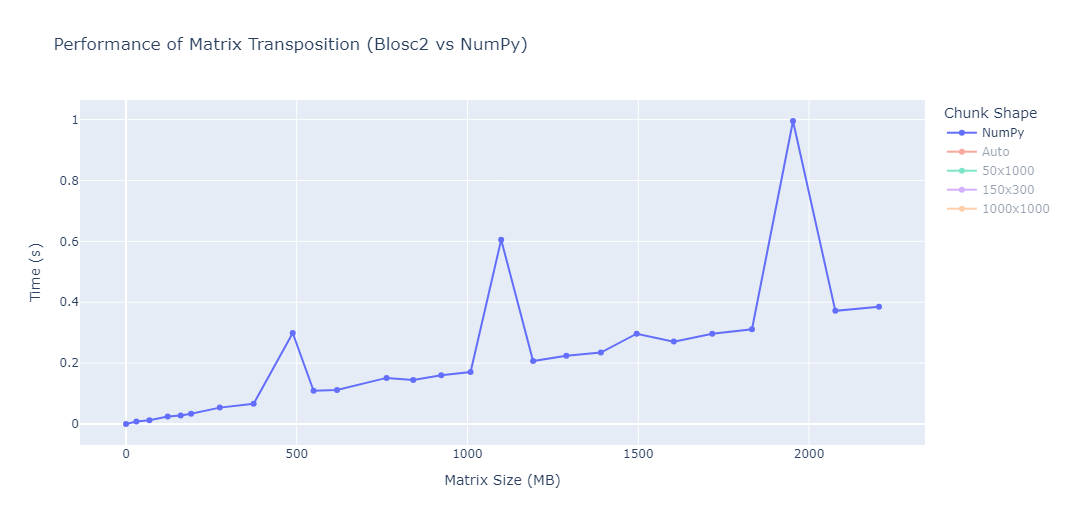 Performance of Matrix Transposition (Blosc2 vs NumPy)
Chunk Shape
NumPy
Auto
50x1000
150x300
1000x1000
Time (s)
1
0.8
0.6
0.4
0.2
0
0 500 1000 1500 2000
Matrix Size (MB)